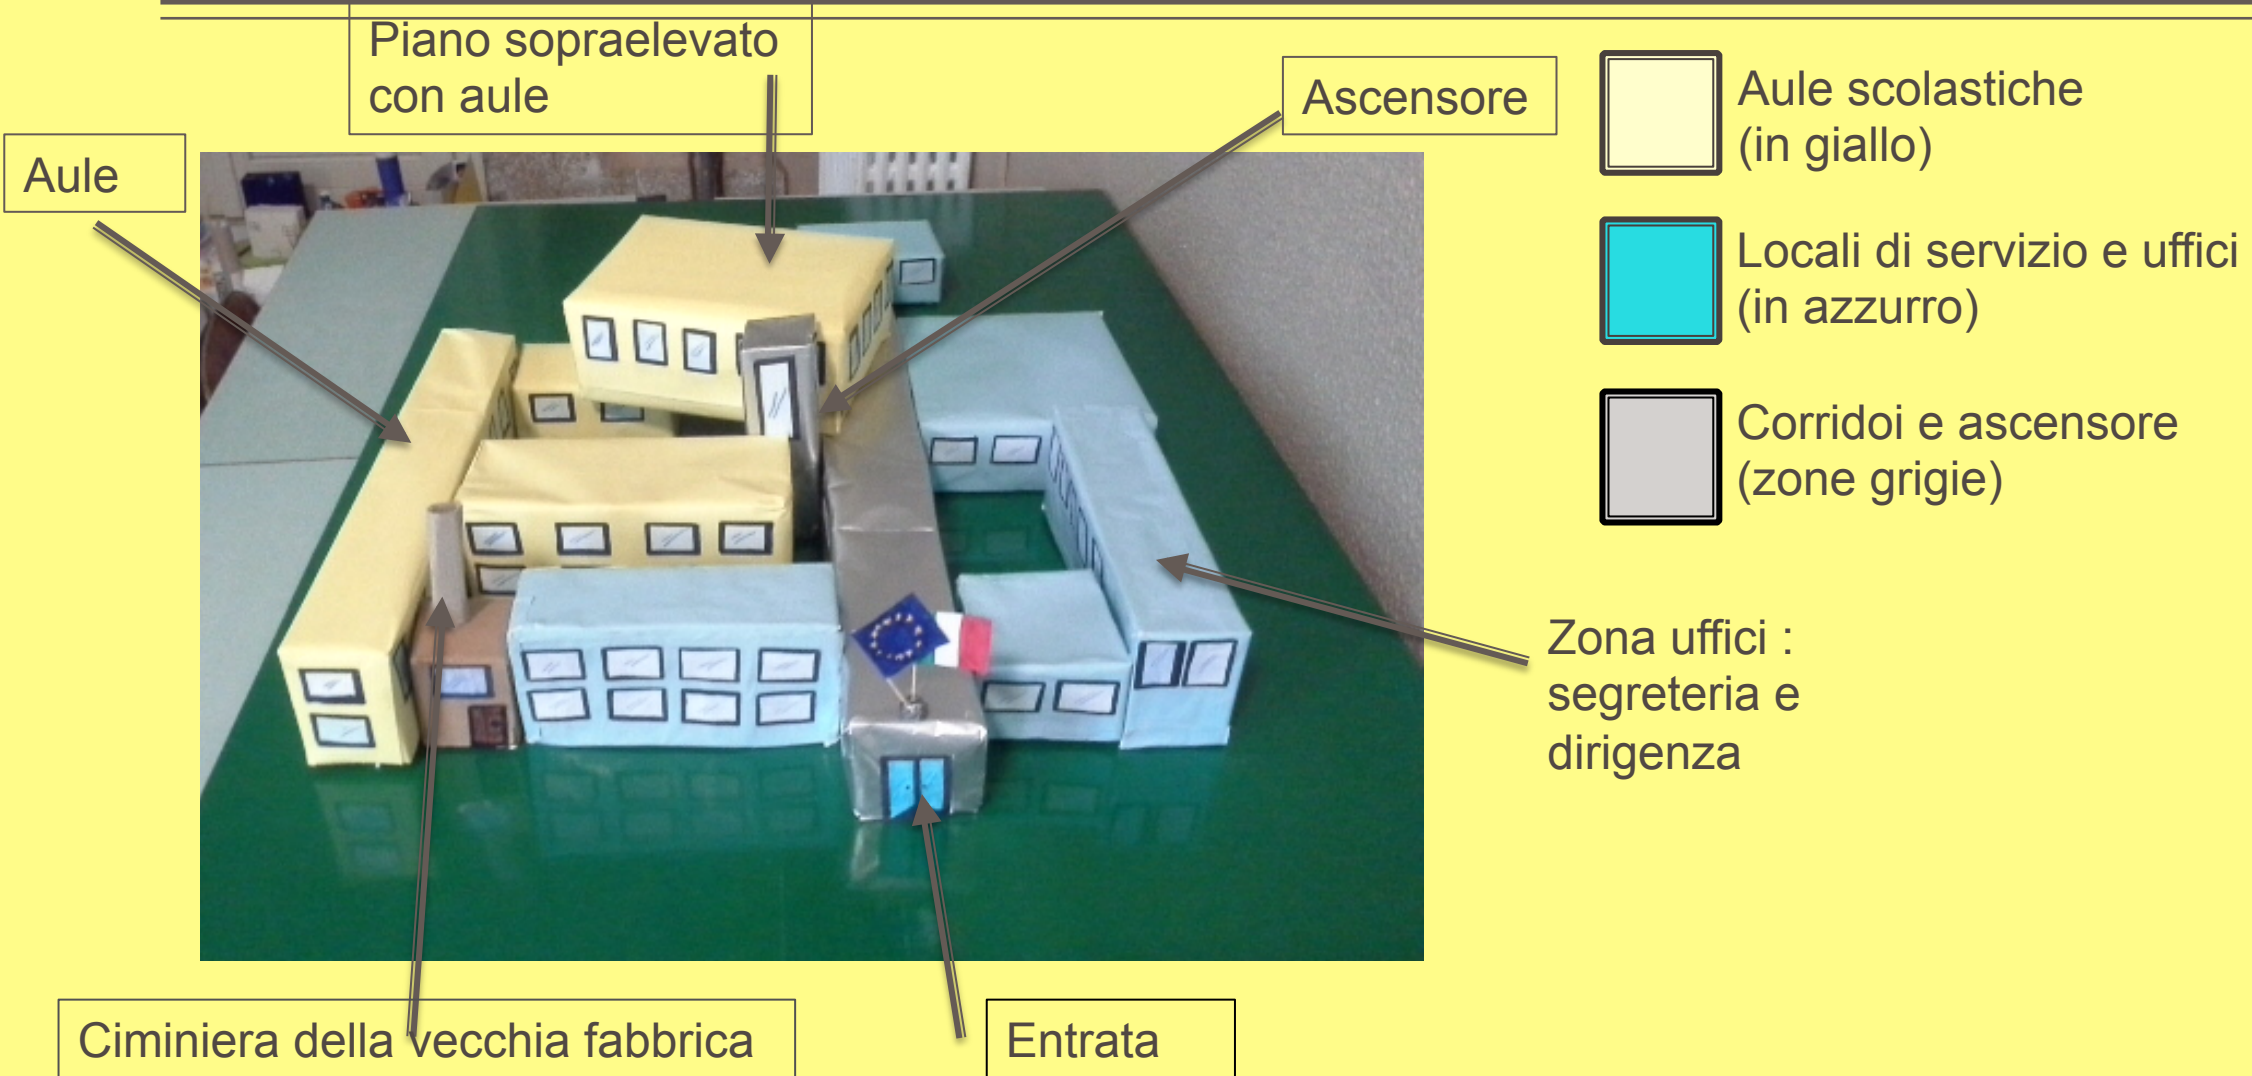 Piano sopraelevato
con aule
Ascensore
Aule
Aule scolastiche
(in giallo)
Locali di servizio e uffici
(in azzurro)
Corridoi e ascensore
(zone grigie)
Zona uffici :
segreteria e
dirigenza
Ciminiera della vecchia fabbrica
Entrata